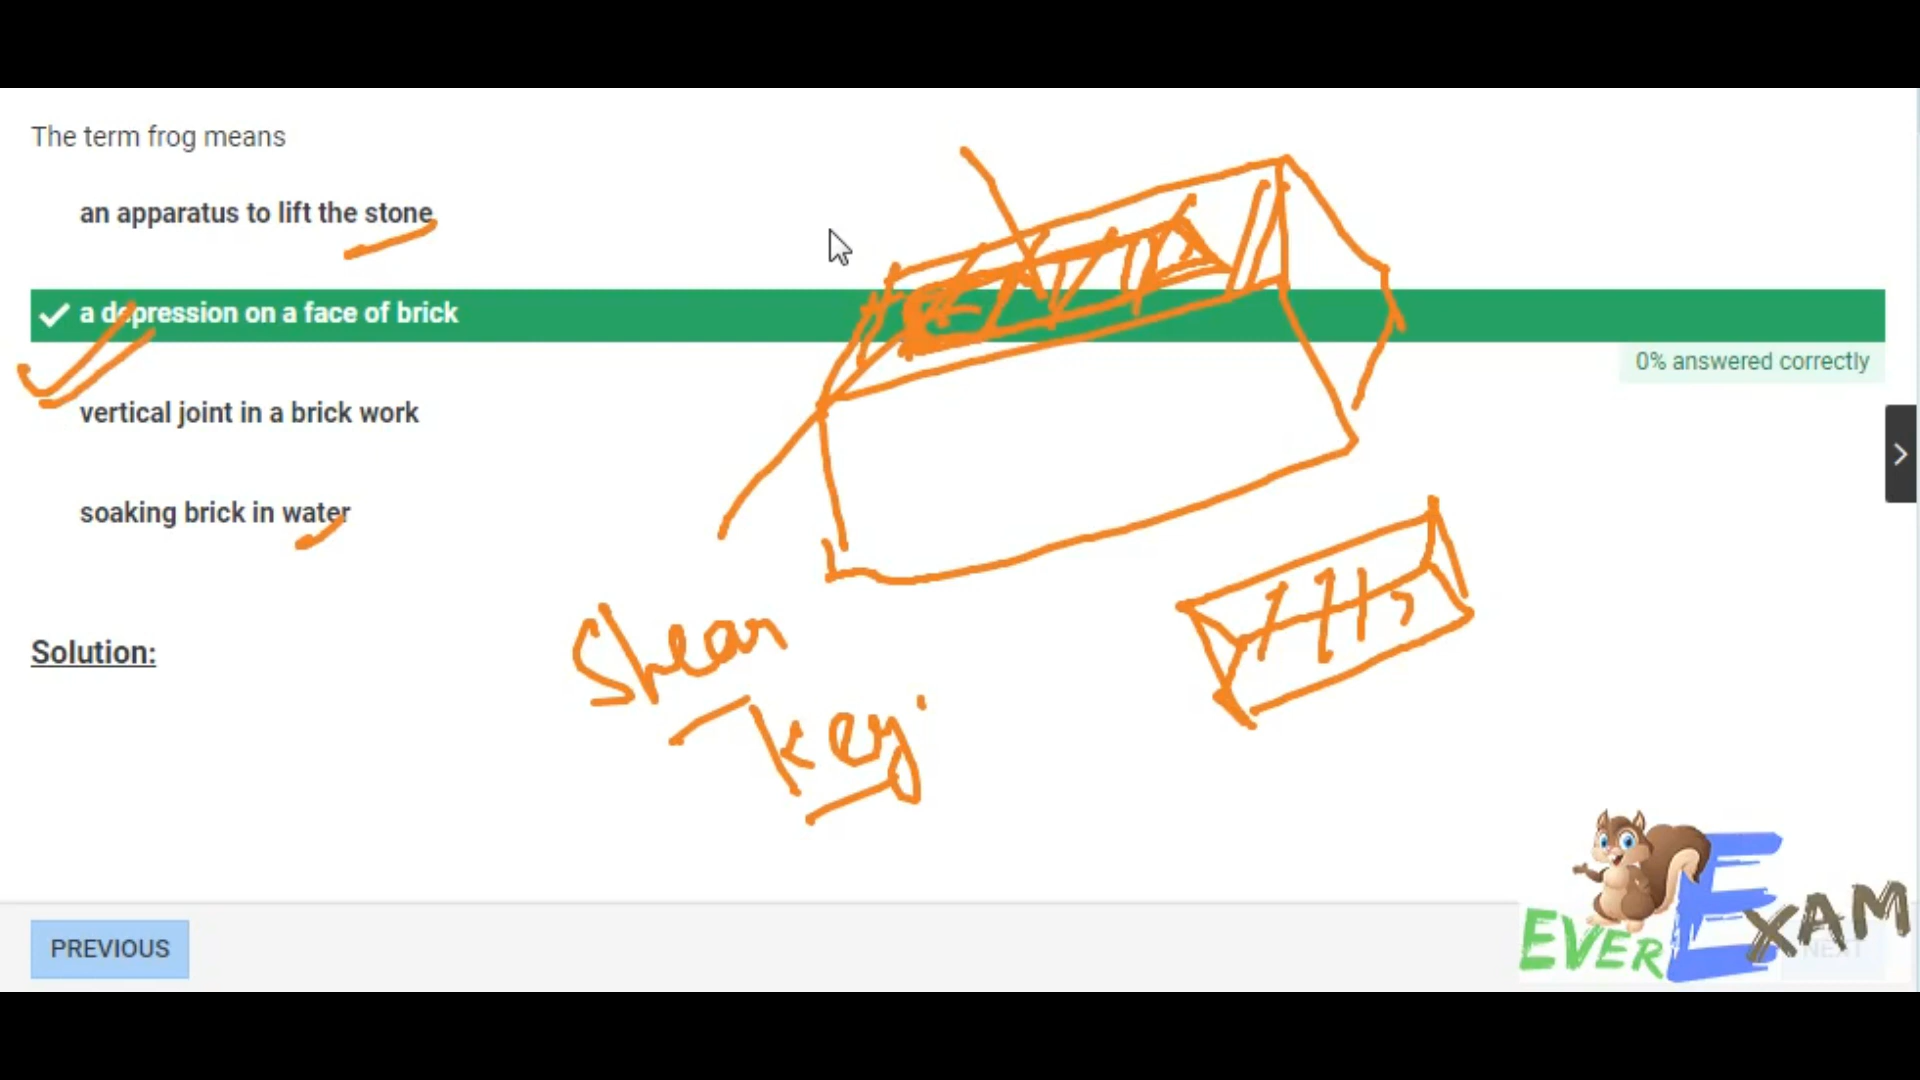 The term frog means
an apparatus to lift the stone
a depression on a face of brick
0% answered correctly
vertical joint in a brick work
soaking brick in water
Solution:
Shear
key
PREVIOUS
NEXT
EVER EXAM